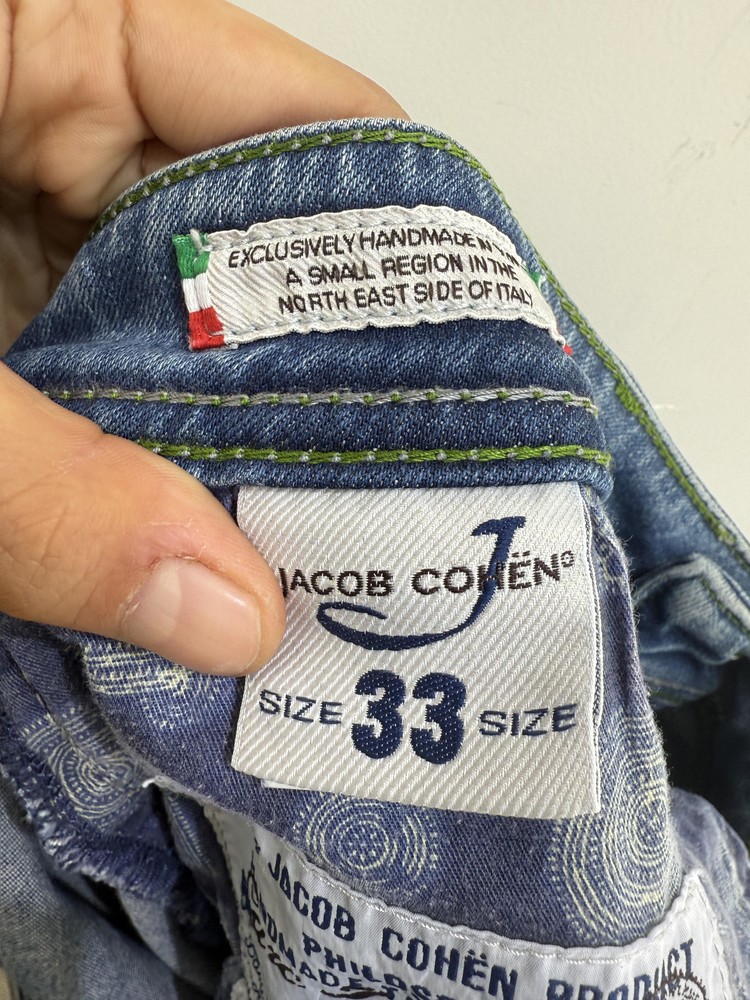 EXCLUSIVELY HANDMADE IN
A SMALL REGION IN THE
NORTH EAST SIDE OF ITALY
J
JACOB COHËN
SIZE 33 SIZE
JACOB COHËN PRODUCT